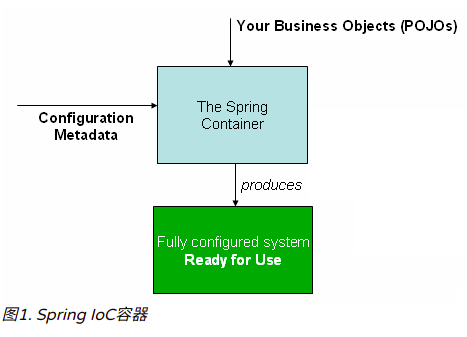 Your Business Objects (POJOs)
The Spring
Container
Configuration
Metadata
produces
Fully configured system
Ready for Use
图1. Spring IoC容器